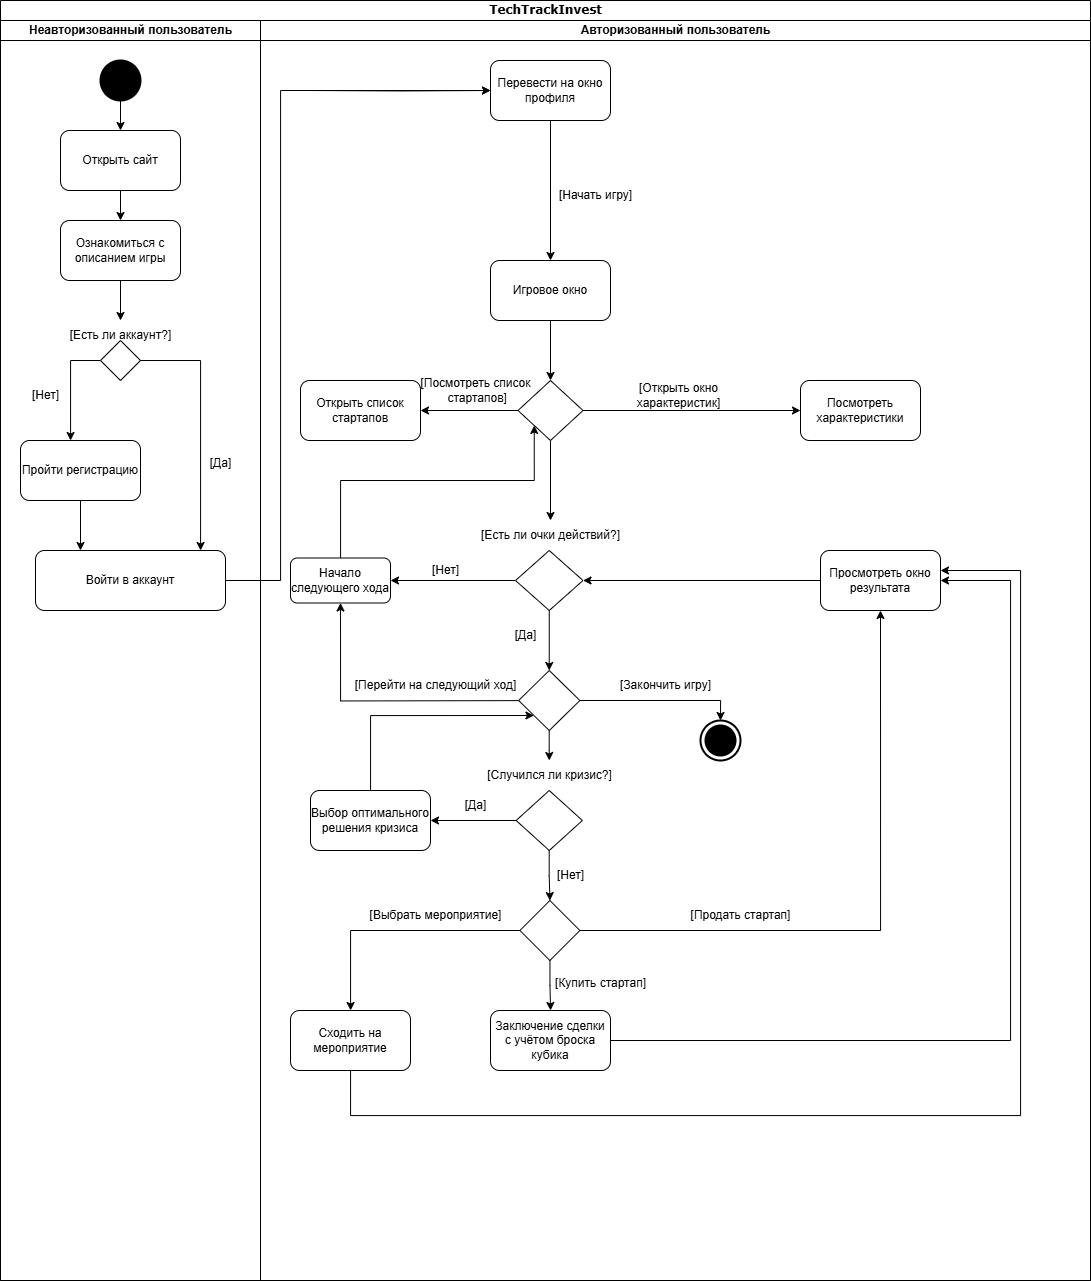 TechTrackInvest
Неавторизованный пользователь
Авторизованный пользователь
Перевести на окно
профиля
Открыть сайт
[Начать игру]
Ознакомиться с
описанием игры
Игровое окно
[Есть ли аккаунт?]
[Нет]
[Да]
Пройти регистрацию
Войти в аккаунт
[Посмотреть список
стартапов]
[Открыть окно
характеристик]
Открыть список
стартапов
Посмотреть
характеристики
[Есть ли очки действий?]
[Нет]
Начало
следующего хода
Просмотреть окно
результата
[Да]
[Перейти на следующий ход]
[Закончить игру]
[Случился ли кризис?]
[Да]
Выбор оптимального
решения кризиса
[Нет]
[Выбрать мероприятие]
[Продать стартап]
[Купить стартап]
Сходить на
мероприятие
Заключение сделки
с учётом броска
кубика